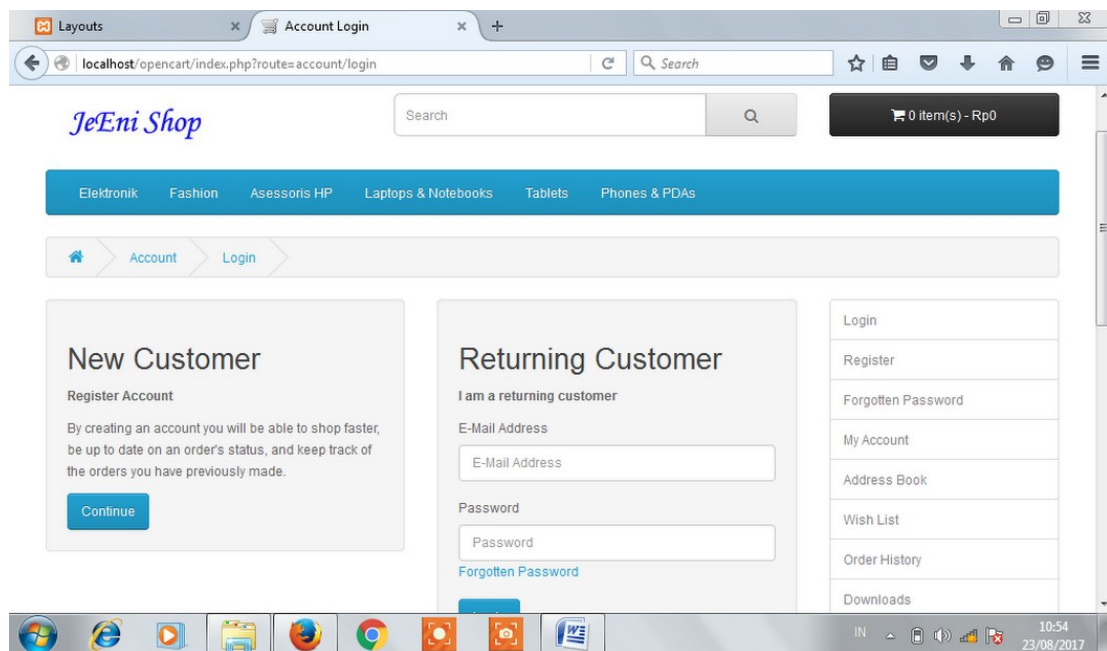 Layouts
Account Login
localhost/opencart/index.php?route=account/login
Search
JeEni Shop
Search
0 item(s) - Rp0
Elektronik Fashion Asessoris HP Laptops & Notebooks Tablets Phones & PDAs
Account Login
New Customer
Register Account
By creating an account you will be able to shop faster,
be up to date on an order's status, and keep track of
the orders you have previously made.
Continue
Returning Customer
I am a returning customer
E-Mail Address
E-Mail Address
Password
Password
Forgotten Password
Login
Register
Forgotten Password
My Account
Address Book
Wish List
Order History
Downloads
IN
10:54
23/08/2017